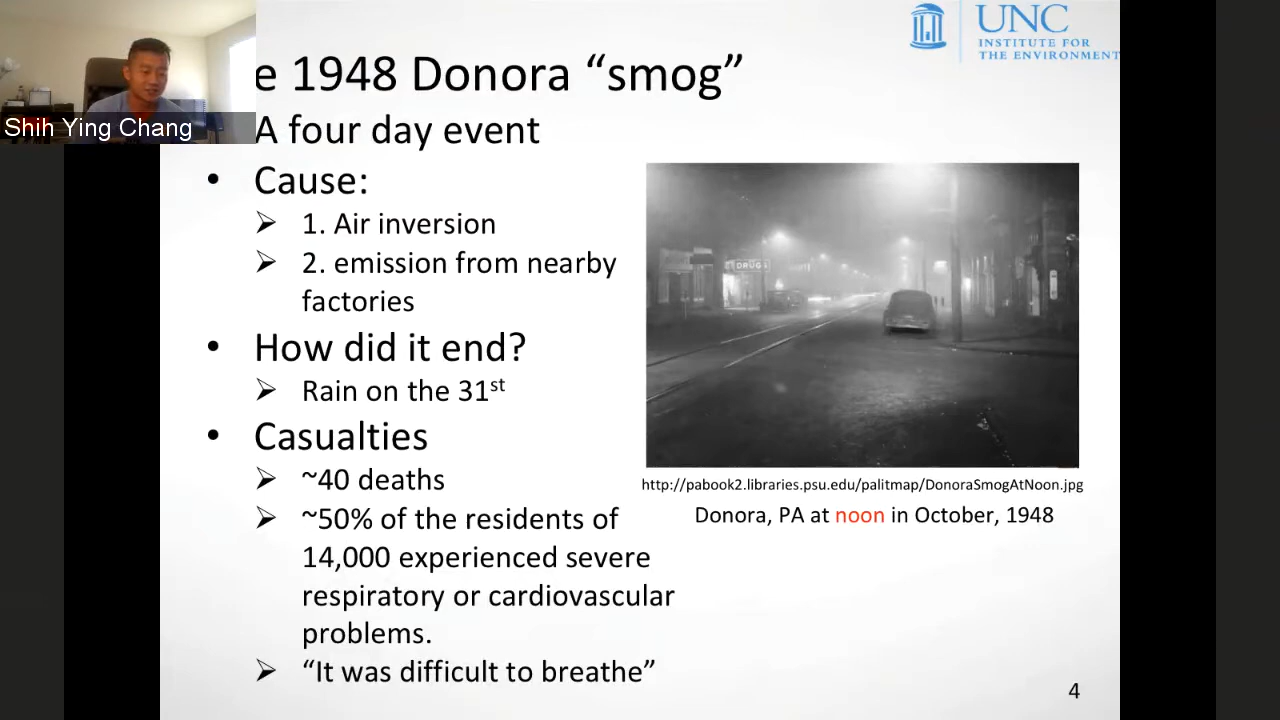 UNC
INSTITUTE FOR
THE ENVIRONMENT
e 1948 Donora “smog”
Shih Ying Chang
A four day event
• Cause:
➢ 1. Air inversion
➢ 2. emission from nearby
factories
DRUGS
• How did it end?
➢ Rain on the 31st
• Casualties
➢ ~40 deaths
➢ ~50% of the residents of
14,000 experienced severe
respiratory or cardiovascular
problems.
➢ “It was difficult to breathe”
http://pabook2.libraries.psu.edu/palitmap/DonoraSmogAtNoon.jpg
Donora, PA at noon in October, 1948
4